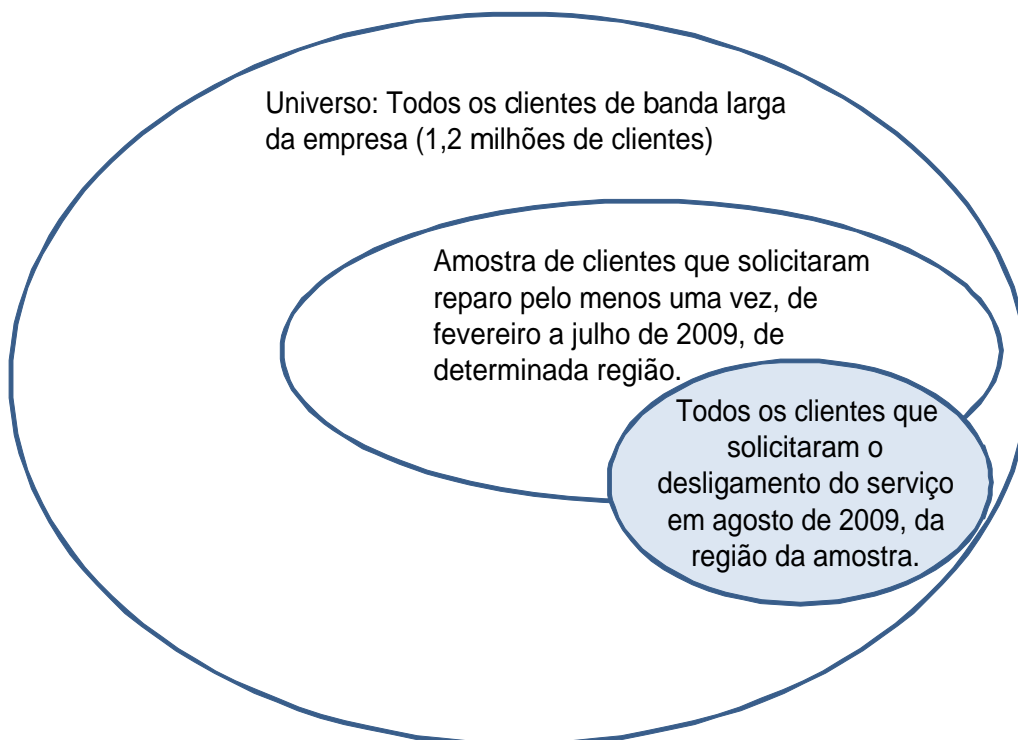 Universo: Todos os clientes de banda larga
da empresa (1,2 milhões de clientes)
Amostra de clientes que solicitaram
reparo pelo menos uma vez, de
fevereiro a julho de 2009, de
determinada região.
Todos os clientes que
solicitaram o
desligamento do serviço
em agosto de 2009, da
região da amostra.